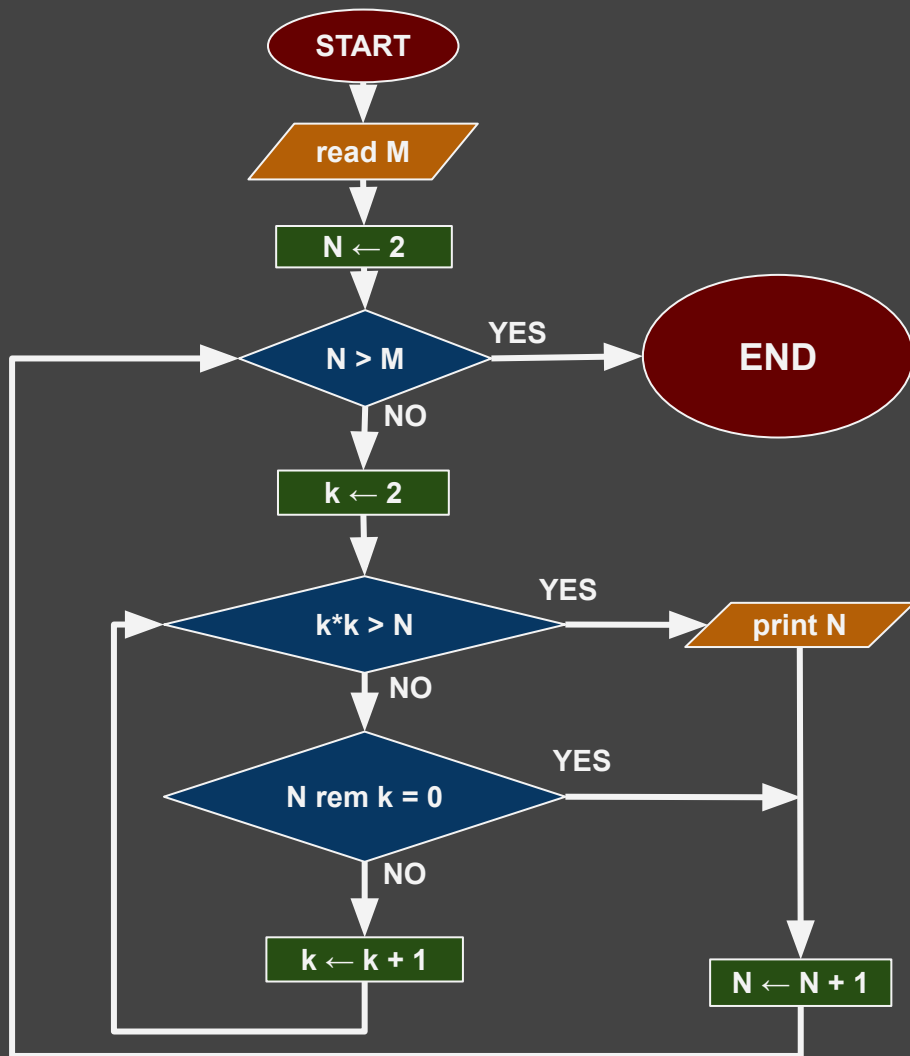 START
read M
N ← 2
N > M
YES
END
NO
k ← 2
k*k > N
YES
print N
NO
N rem k = 0
YES
NO
k ← k + 1
N ← N + 1